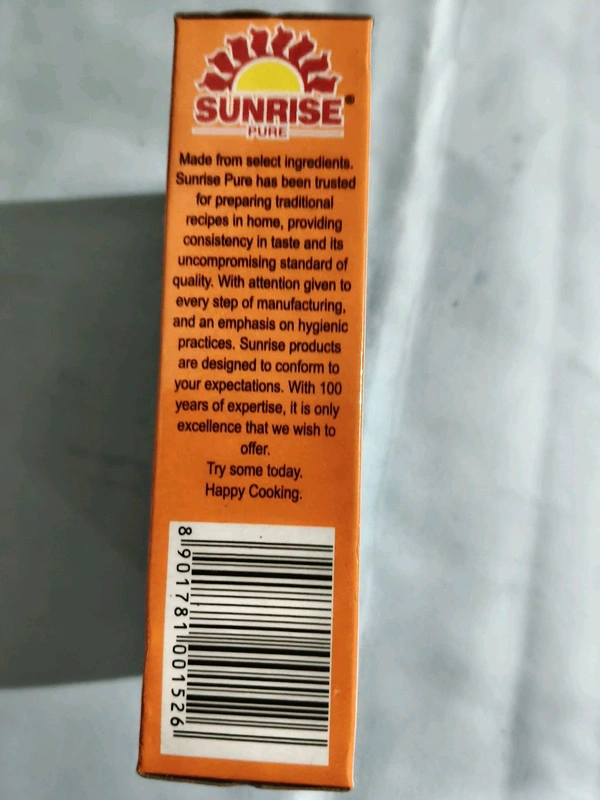 SUNRISE®
PURE
Made from select ingredients.
Sunrise Pure has been trusted
for preparing traditional
recipes in home, providing
consistency in taste and its
uncompromising standard of
quality. With attention given to
every step of manufacturing,
and an emphasis on hygienic
practices. Sunrise products
are designed to conform to
your expectations. With 100
years of expertise, it is only
excellence that we wish to
offer.
Try some today.
Happy Cooking.
8 901781 001526